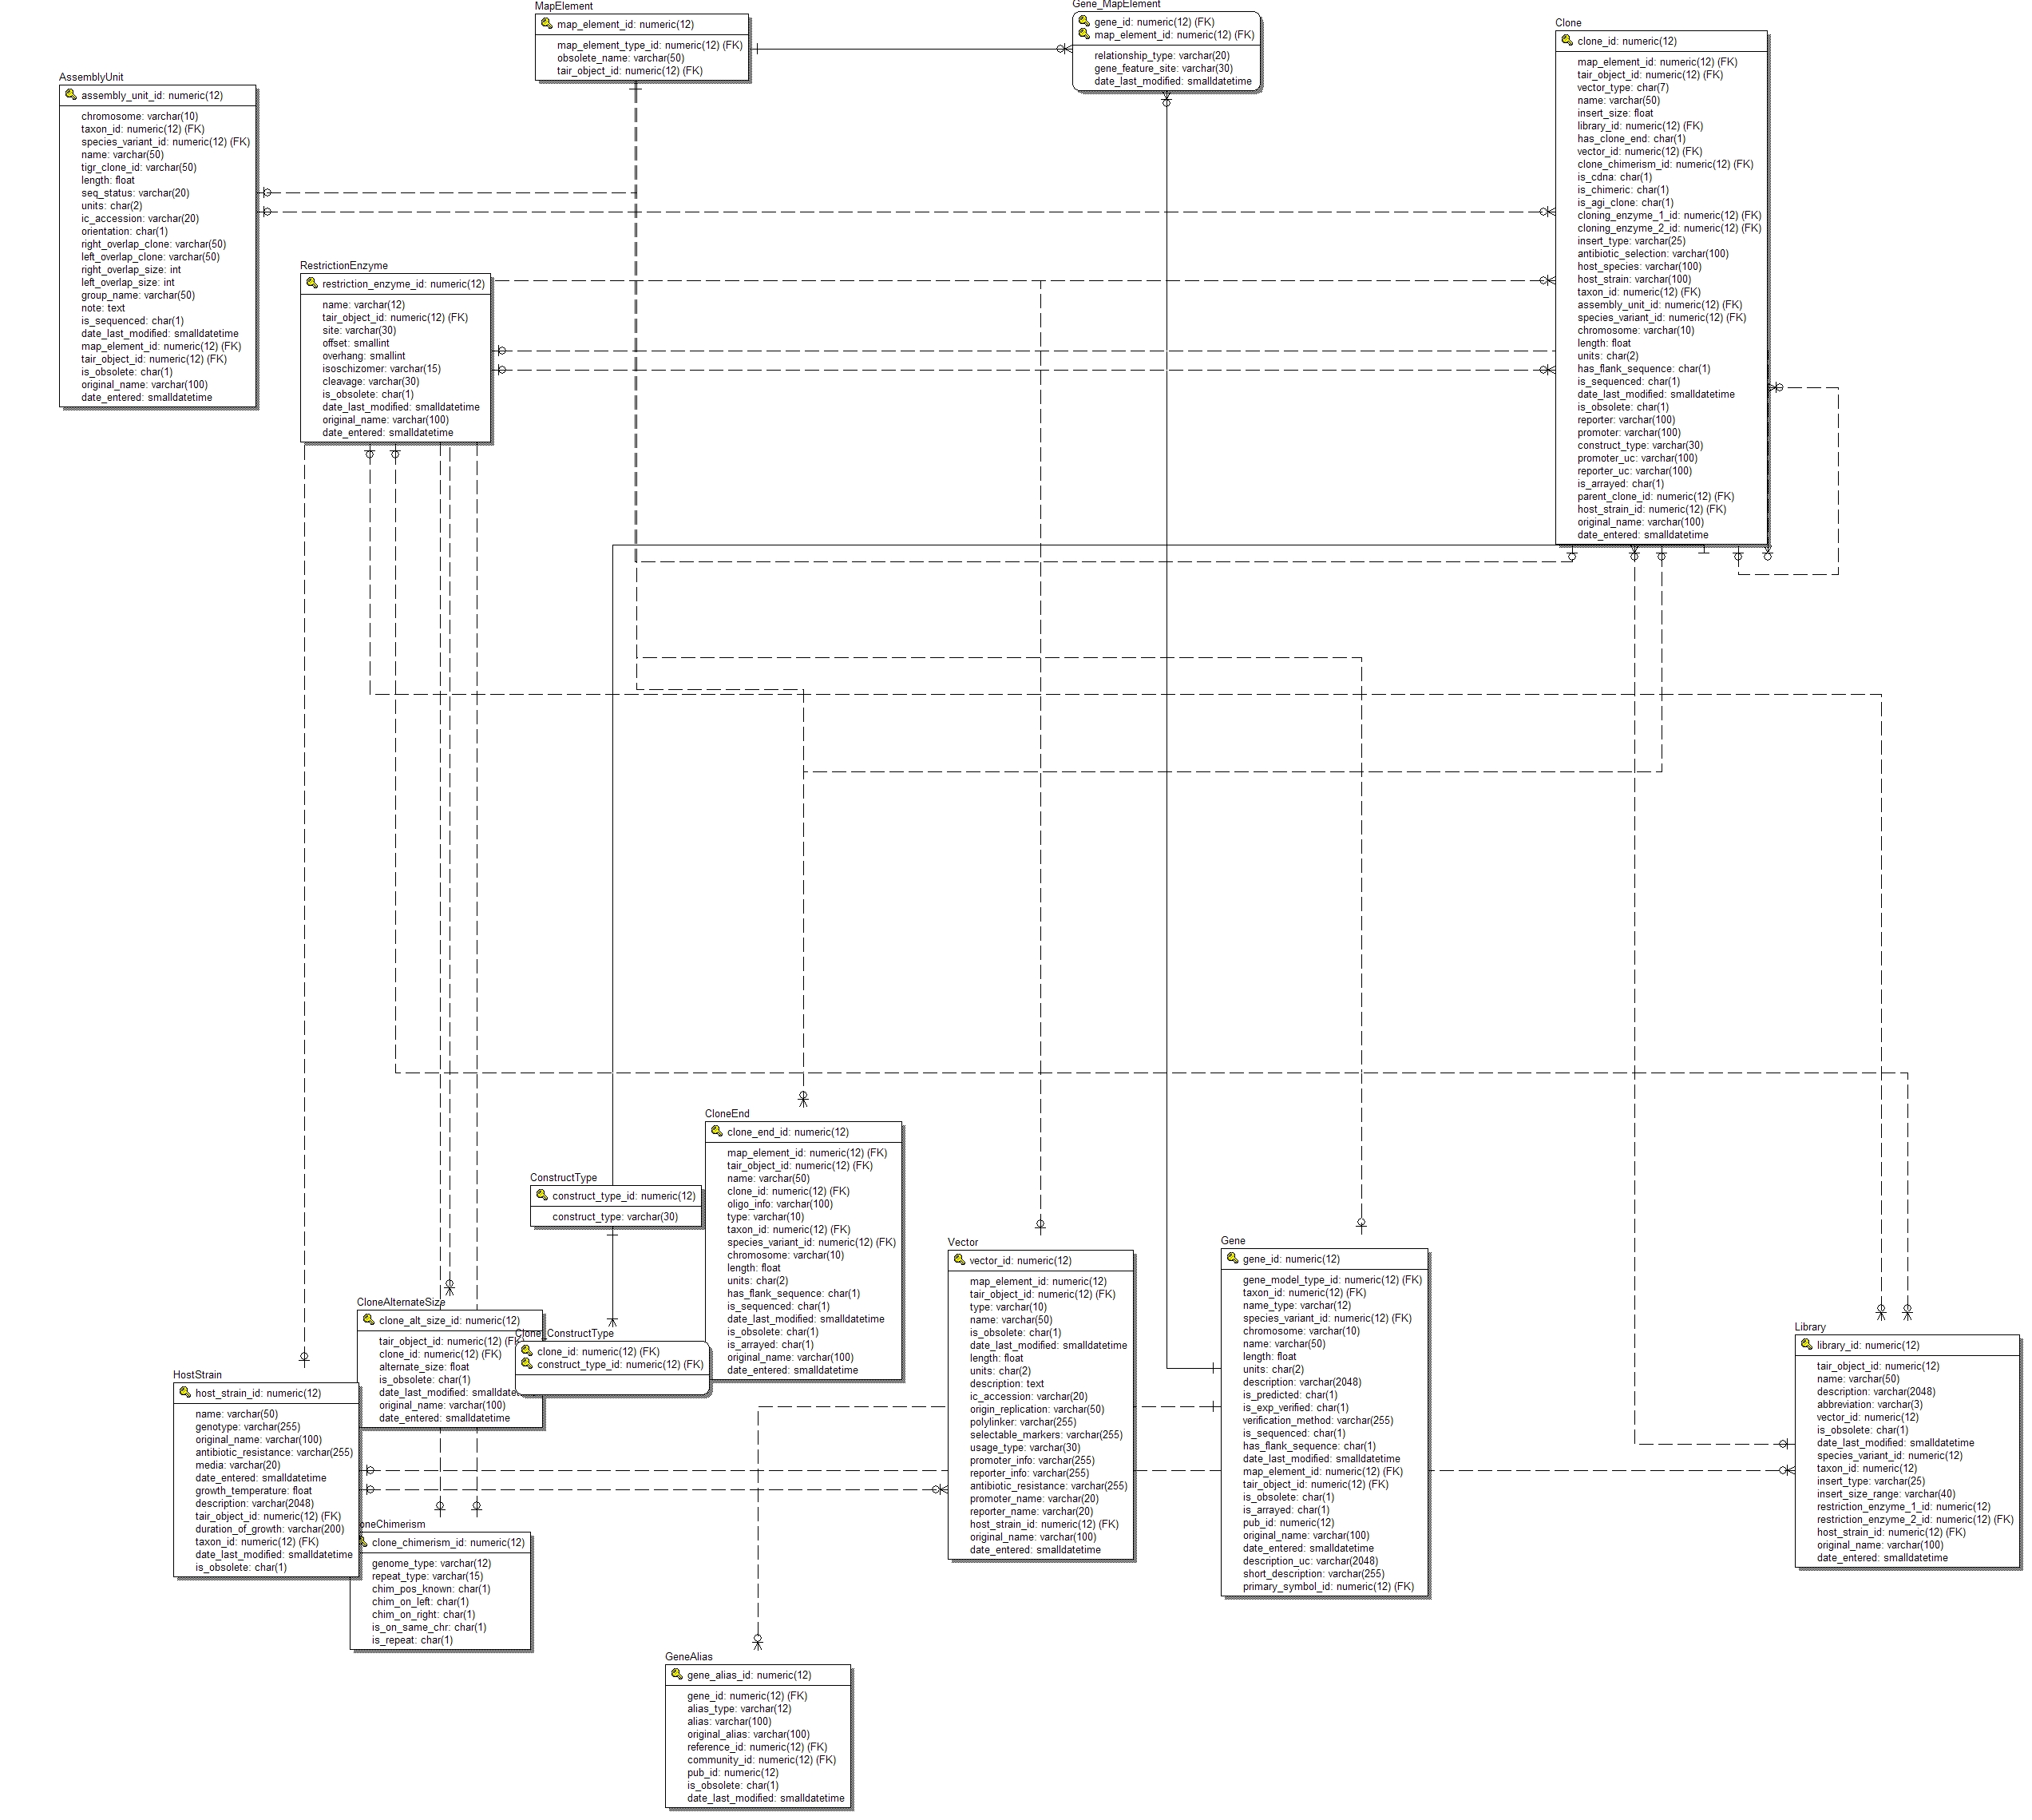 MapElement
map_element_id: numeric(12)
map_element_type_id: numeric(12) (FK)
obsolete_name: varchar(50)
tair_object_id: numeric(12) (FK)
Gene_MapElement
gene_id: numeric(12) (FK)
map_element_id: numeric(12) (FK)
relationship_type: varchar(20)
gene_feature_site: varchar(30)
date_last_modified: smalldatetime
Clone
clone_id: numeric(12)
map_element_id: numeric(12) (FK)
tair_object_id: numeric(12) (FK)
vector_type: char(7)
name: varchar(50)
insert_size: float
library_id: numeric(12) (FK)
has_clone_end: char(1)
vector_id: numeric(12) (FK)
clone_chimerism_id: numeric(12) (FK)
is_cdna: char(1)
is_chimeric: char(1)
is_agi_clone: char(1)
cloning_enzyme_1_id: numeric(12) (FK)
cloning_enzyme_2_id: numeric(12) (FK)
insert_type: varchar(25)
antibiotic_selection: varchar(100)
host_species: varchar(100)
host_strain: varchar(100)
taxon_id: numeric(12) (FK)
assembly_unit_id: numeric(12) (FK)
species_variant_id: numeric(12) (FK)
chromosome: varchar(10)
length: float
units: char(2)
has_flank_sequence: char(1)
is_sequenced: char(1)
date_last_modified: smalldatetime
is_obsolete: char(1)
reporter: varchar(100)
promoter: varchar(100)
construct_type: varchar(30)
promoter_uc: varchar(100)
reporter_uc: varchar(100)
is_arrayed: char(1)
parent_clone_id: numeric(12) (FK)
host_strain_id: numeric(12) (FK)
original_name: varchar(100)
date_entered: smalldatetime
AssemblyUnit
assembly_unit_id: numeric(12)
chromosome: varchar(10)
taxon_id: numeric(12) (FK)
species_variant_id: numeric(12) (FK)
name: varchar(50)
tigr_clone_id: varchar(50)
length: float
seq_status: varchar(20)
units: char(2)
ic_accession: varchar(20)
orientation: char(1)
right_overlap_clone: varchar(50)
left_overlap_clone: varchar(50)
right_overlap_size: int
left_overlap_size: int
group_name: varchar(50)
note: text
is_sequenced: char(1)
date_last_modified: smalldatetime
map_element_id: numeric(12) (FK)
tair_object_id: numeric(12) (FK)
is_obsolete: char(1)
original_name: varchar(100)
date_entered: smalldatetime
RestrictionEnzyme
restriction_enzyme_id: numeric(12)
name: varchar(12)
tair_object_id: numeric(12) (FK)
site: varchar(30)
offset: smallint
overhang: smallint
isoschizomer: varchar(15)
cleavage: varchar(30)
is_obsolete: char(1)
date_last_modified: smalldatetime
original_name: varchar(100)
date_entered: smalldatetime
CloneEnd
clone_end_id: numeric(12)
map_element_id: numeric(12) (FK)
tair_object_id: numeric(12) (FK)
name: varchar(50)
clone_id: numeric(12) (FK)
oligo_info: varchar(100)
type: varchar(10)
taxon_id: numeric(12) (FK)
species_variant_id: numeric(12) (FK)
chromosome: varchar(10)
length: float
units: char(2)
has_flank_sequence: char(1)
is_sequenced: char(1)
date_last_modified: smalldatetime
is_obsolete: char(1)
is_arrayed: char(1)
original_name: varchar(100)
date_entered: smalldatetime
ConstructType
construct_type_id: numeric(12)
construct_type: varchar(30)
CloneAlternateSize
clone_alt_size_id: numeric(12)
tair_object_id: numeric(12) (FK)
clone_id: numeric(12) (FK)
alternate_size: float
is_obsolete: char(1)
date_last_modified: smalldate
original_name: varchar(100)
date_entered: smalldatetime
Clone_ConstructType
clone_id: numeric(12) (FK)
construct_type_id: numeric(12) (FK)
HostStrain
host_strain_id: numeric(12)
name: varchar(50)
genotype: varchar(255)
original_name: varchar(100)
antibiotic_resistance: varchar(255)
media: varchar(20)
date_entered: smalldatetime
growth_temperature: float
description: varchar(2048)
tair_object_id: numeric(12) (FK)
duration_of_growth: varchar(200)
taxon_id: numeric(12) (FK)
date_last_modified: smalldatetime
is_obsolete: char(1)
oneChimerism
clone_chimerism_id: numeric(12)
genome_type: varchar(12)
repeat_type: varchar(15)
chim_pos_known: char(1)
chim_on_left: char(1)
chim_on_right: char(1)
is_on_same_chr: char(1)
is_repeat: char(1)
Vector
vector_id: numeric(12)
map_element_id: numeric(12)
tair_object_id: numeric(12) (FK)
type: varchar(10)
name: varchar(50)
is_obsolete: char(1)
date_last_modified: smalldatetime
length: float
units: char(2)
description: text
ic_accession: varchar(20)
origin_replication: varchar(50)
polylinker: varchar(255)
selectable_markers: varchar(255)
usage_type: varchar(30)
promoter_info: varchar(255)
reporter_info: varchar(255)
antibiotic_resistance: varchar(255)
promoter_name: varchar(20)
reporter_name: varchar(20)
host_strain_id: numeric(12) (FK)
original_name: varchar(100)
date_entered: smalldatetime
Gene
gene_id: numeric(12)
gene_model_type_id: numeric(12) (FK)
taxon_id: numeric(12) (FK)
name_type: varchar(12)
species_variant_id: numeric(12) (FK)
chromosome: varchar(10)
name: varchar(50)
length: float
units: char(2)
description: varchar(2048)
is_predicted: char(1)
is_exp_verified: char(1)
verification_method: varchar(255)
is_sequenced: char(1)
has_flank_sequence: char(1)
date_last_modified: smalldatetime
map_element_id: numeric(12) (FK)
tair_object_id: numeric(12) (FK)
is_obsolete: char(1)
is_arrayed: char(1)
pub_id: numeric(12)
original_name: varchar(100)
date_entered: smalldatetime
description_uc: varchar(2048)
short_description: varchar(255)
primary_symbol_id: numeric(12) (FK)
Library
library_id: numeric(12)
tair_object_id: numeric(12)
name: varchar(50)
description: varchar(2048)
abbreviation: varchar(3)
vector_id: numeric(12)
is_obsolete: char(1)
date_last_modified: smalldatetime
species_variant_id: numeric(12)
taxon_id: numeric(12)
insert_type: varchar(25)
insert_size_range: varchar(40)
restriction_enzyme_1_id: numeric(12)
restriction_enzyme_2_id: numeric(12) (FK)
host_strain_id: numeric(12) (FK)
original_name: varchar(100)
date_entered: smalldatetime
GeneAlias
gene_alias_id: numeric(12)
gene_id: numeric(12) (FK)
alias_type: varchar(12)
alias: varchar(100)
original_alias: varchar(100)
reference_id: numeric(12) (FK)
community_id: numeric(12) (FK)
pub_id: numeric(12)
is_obsolete: char(1)
date_last_modified: smalldatetime